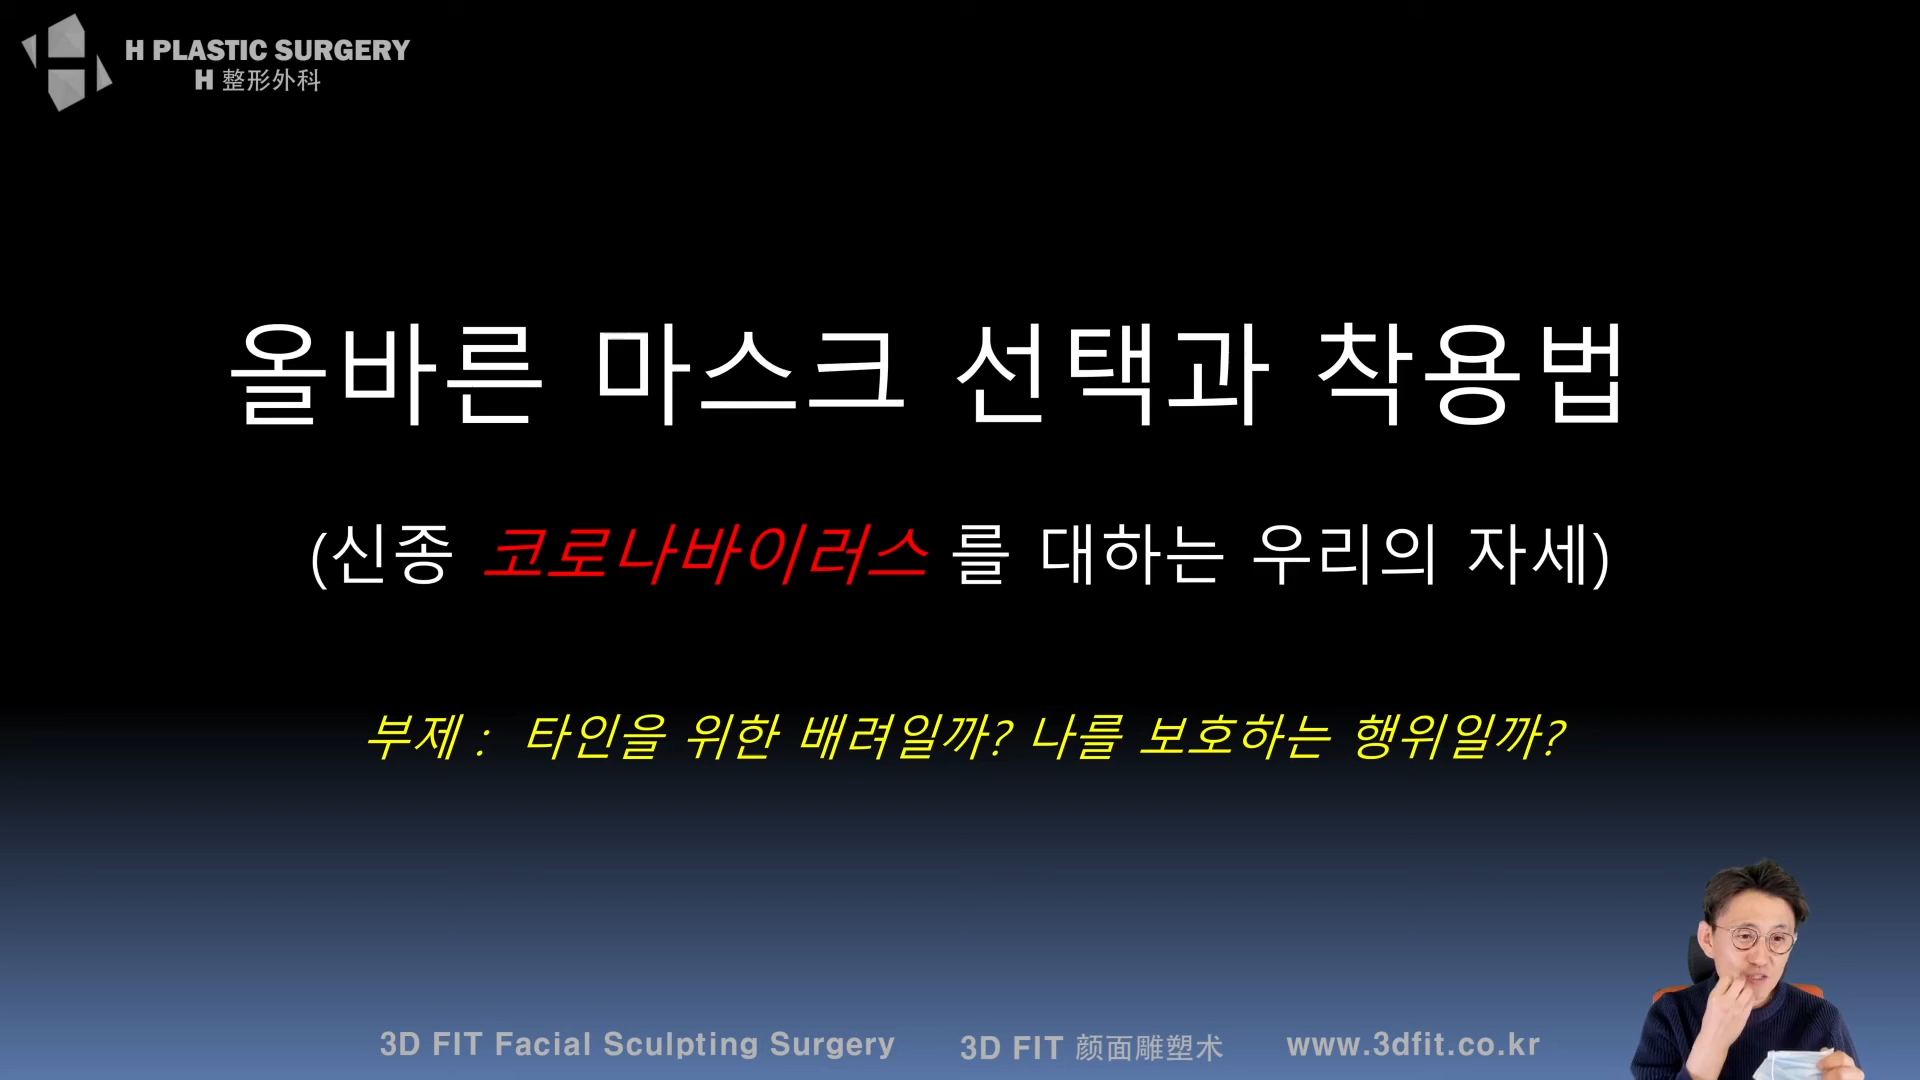 H PLASTIC SURGERY
H 整形外科
올바른 마스크 선택과 착용법
(신종 코로나바이러스 를 대하는 우리의 자세)
부제 : 타인을 위한 배려일까? 나를 보호하는 행위일까?
3D FIT Facial Sculpting Surgery 3D FIT 颜面雕塑术 www.3dfit.co.kr